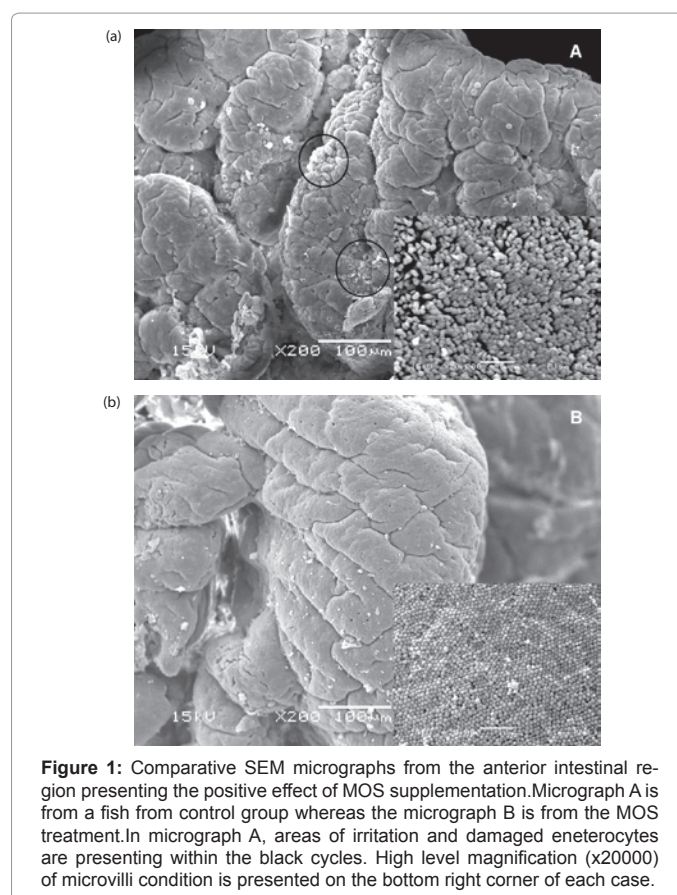 (a)
A
15kV X200 100µm
(b)
B
15kV X200 100µm
Figure 1: Comparative SEM micrographs from the anterior intestinal re-
gion presenting the positive effect of MOS supplementation.Micrograph A is
from a fish from control group whereas the micrograph B is from the MOS
treatment.In micrograph A, areas of irritation and damaged eneterocytes
are presenting within the black cycles. High level magnification (x20000)
of microvilli condition is presented on the bottom right corner of each case.